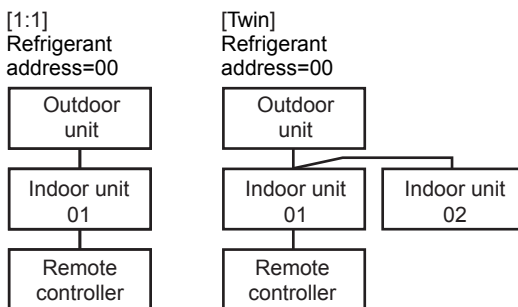 [1:1]
Refrigerant
address=00
Outdoor
unit
Indoor unit
01
Remote
controller
[Twin]
Refrigerant
address=00
Outdoor
unit
Indoor unit
01
Indoor unit
02
Remote
controller